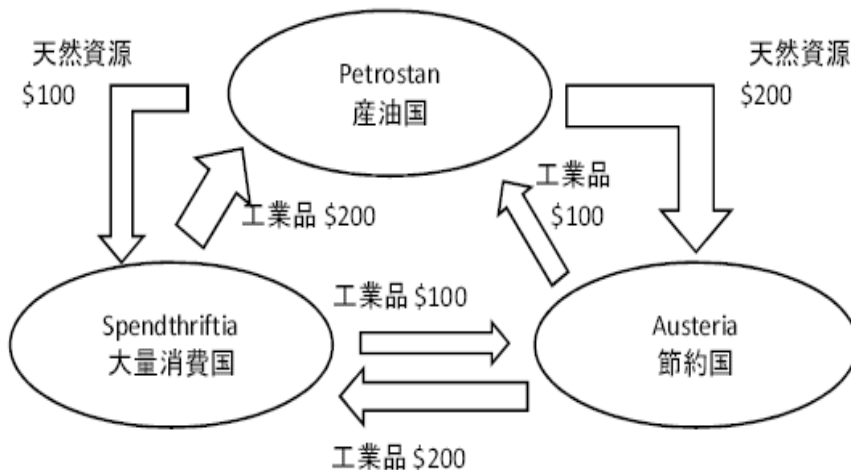 天然資源
$100
Petrostan
産油国
天然資源
$200
工業品 $200
工業品
$100
工業品 $100
Spendthriftia
大量消費国
Austeria
節約国
工業品 $200